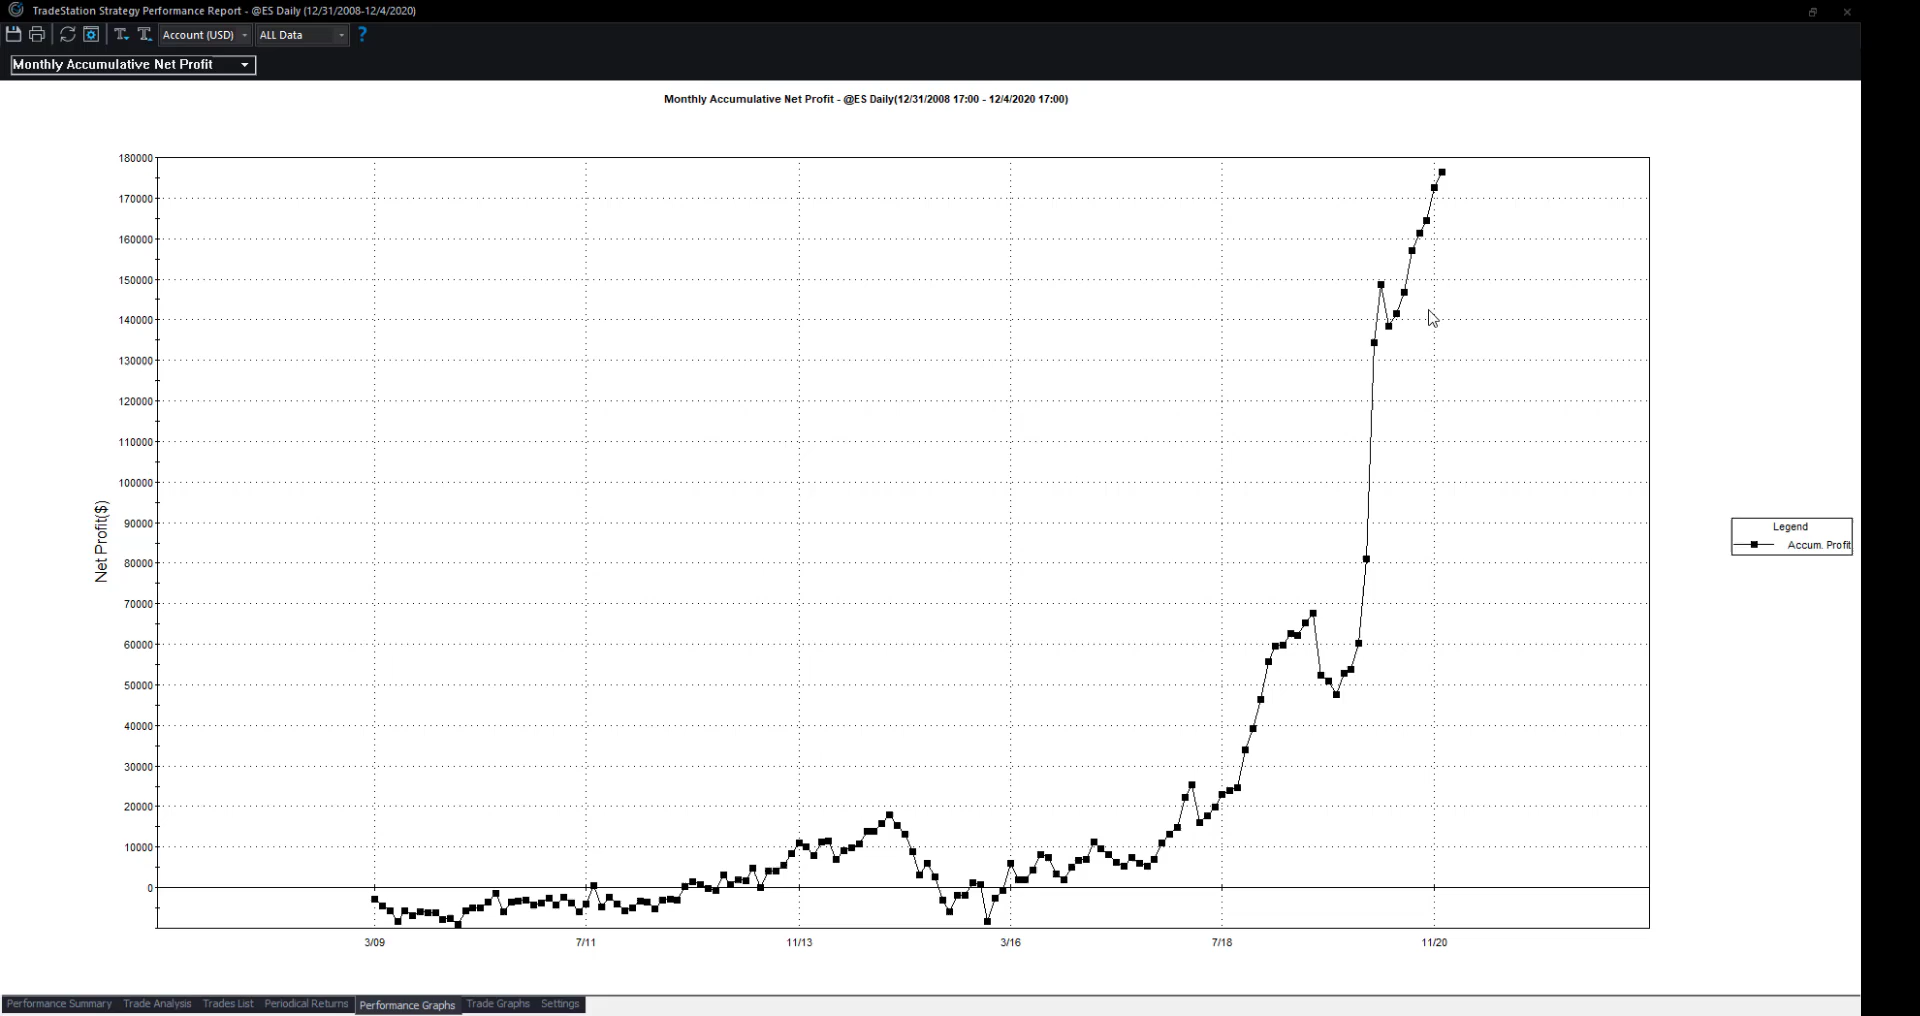 TradeStation Strategy Performance Report - @ES Daily (12/31/2008-12/4/2020)
Account (USD) ALL Data ?
Monthly Accumulative Net Profit
Monthly Accumulative Net Profit - @ES Daily(12/31/2008 17:00 - 12/4/2020 17:00)
180000
170000
160000
150000
140000
130000
120000
110000
100000
90000
80000
70000
60000
50000
40000
30000
20000
10000
0
Net Profit($)
3/09 7/11 11/13 3/16 7/18 11/20
Legend
Accum. Profit
Performance Summary Trade Analysis Trades List Periodical Returns Performance Graphs Trade Graphs Settings